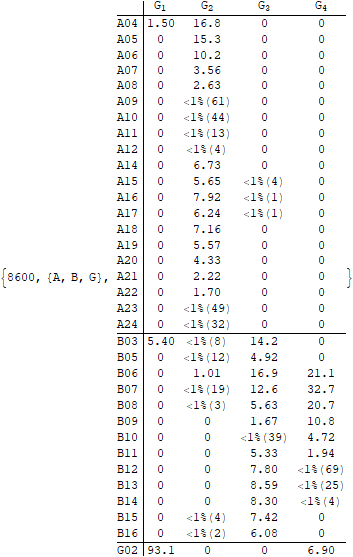 G1 G2 G3 G4
A04 1.50 16.8 0 0
A05 0 15.3 0 0
A06 0 10.2 0 0
A07 0 3.56 0 0
A08 0 2.63 0 0
A09 0 <1%(61) 0 0
A10 0 <1%(44) 0 0
A11 0 <1%(13) 0 0
A12 0 <1%(4) 0 0
A14 0 6.73 0 0
A15 0 5.65 <1%(4) 0
A16 0 7.92 <1%(1) 0
A17 0 6.24 <1%(1) 0
A18 0 7.16 0 0
A19 0 5.57 0 0
A20 0 4.33 0 0
{8600, {A, B, G}, A21 0 2.22 0 0 }
A22 0 1.70 0 0
A23 0 <1%(49) 0 0
A24 0 <1%(32) 0 0
B03 5.40 <1%(8) 14.2 0
B05 0 <1%(12) 4.92 0
B06 0 1.01 16.9 21.1
B07 0 <1%(19) 12.6 32.7
B08 0 <1%(3) 5.63 20.7
B09 0 0 1.67 10.8
B10 0 0 <1%(39) 4.72
B11 0 0 5.33 1.94
B12 0 0 7.80 <1%(69)
B13 0 0 8.59 <1%(25)
B14 0 0 8.30 <1%(4)
B15 0 <1%(4) 7.42 0
B16 0 <1%(2) 6.08 0
G02 93.1 0 0 6.90